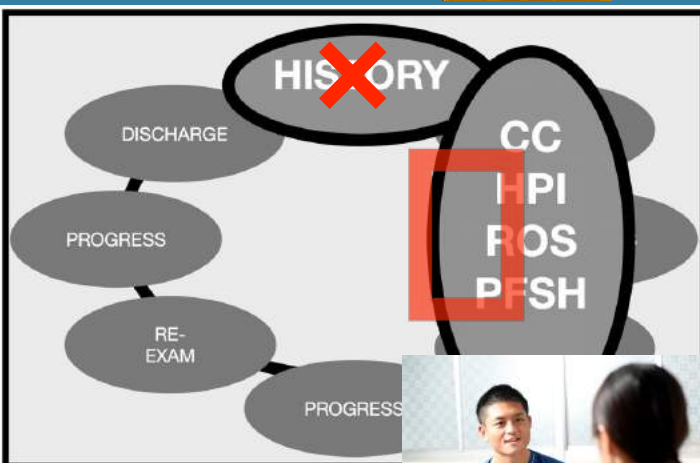 HISTORY
DISCHARGE
CC
HPI
ROS
PFSH
PROGRESS
RE-
EXAM
PROGRESS